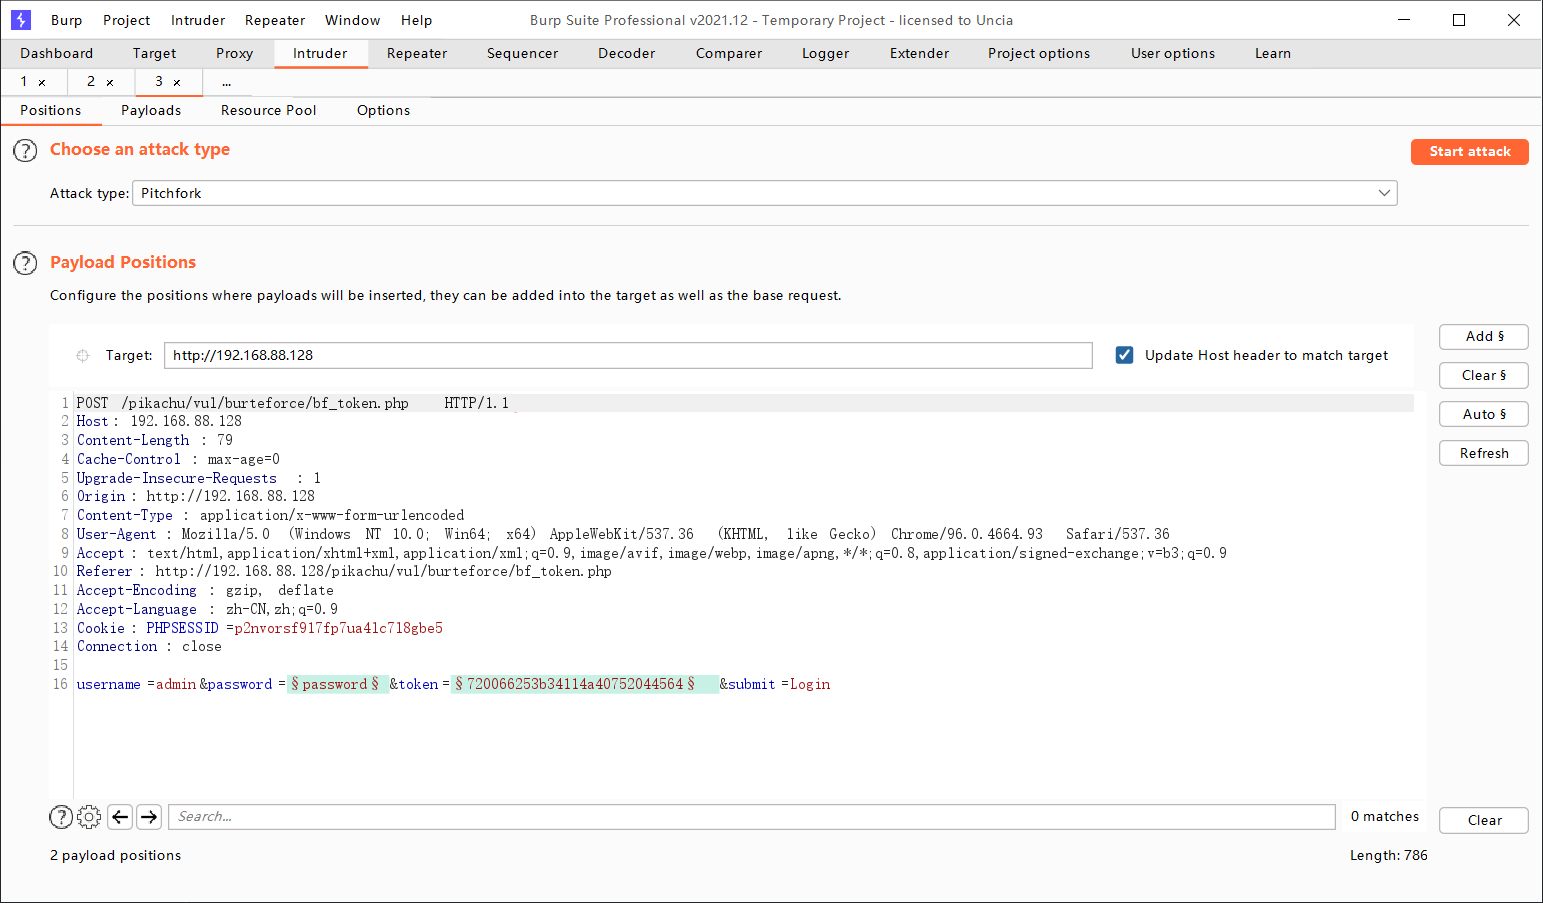 Burp Project Intruder Repeater Window Help Burp Suite Professional v2021.12 - Temporary Project - licensed to Uncia
Dashboard Target Proxy Intruder Repeater Sequencer Decoder Comparer Logger Extender Project options User options Learn
1 × 2 × 3 × ...
Positions Payloads Resource Pool Options
? Choose an attack type
Start attack
Attack type: Pitchfork
? Payload Positions
Configure the positions where payloads will be inserted, they can be added into the target as well as the base request.
Add §
Target: http://192.168.88.128 Update Host header to match target
Clear §
Auto §
Refresh
1 POST /pikachu/vul/burteforce/bf_token.php HTTP/1.1
2 Host: 192.168.88.128
3 Content-Length : 79
4 Cache-Control : max-age=0
5 Upgrade-Insecure-Requests : 1
6 Origin: http://192.168.88.128
7 Content-Type : application/x-www-form-urlencoded
8 User-Agent : Mozilla/5.0 (Windows NT 10.0; Win64; x64) AppleWebKit/537.36 (KHTML, like Gecko) Chrome/96.0.4664.93 Safari/537.36
9 Accept: text/html,application/xhtml+xml,application/xml;q=0.9,image/avif,image/webp,image/apng,*/*;q=0.8,application/signed-exchange;v=b3;q=0.9
10 Referer: http://192.168.88.128/pikachu/vul/burteforce/bf_token.php
11 Accept-Encoding : gzip, deflate
12 Accept-Language : zh-CN,zh;q=0.9
13 Cookie: PHPSESSID =p2nvorsf917fp7ua41c718gbe5
14 Connection : close
15
16 username =admin&password =§password§ &token=§720066253b34114a40752044564§ &submit=Login
? Search... 0 matches Clear
2 payload positions Length: 786